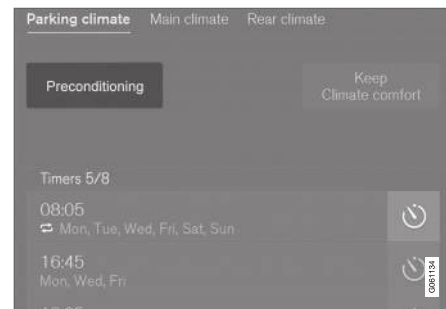 Parking climate Main climate Rear climate
Preconditioning
Keep
Climate comfort
Timers 5/8
08:05
Mon, Tue, Wed, Fri, Sat, Sun
16:45
Mon, Wed, Fri
G061134